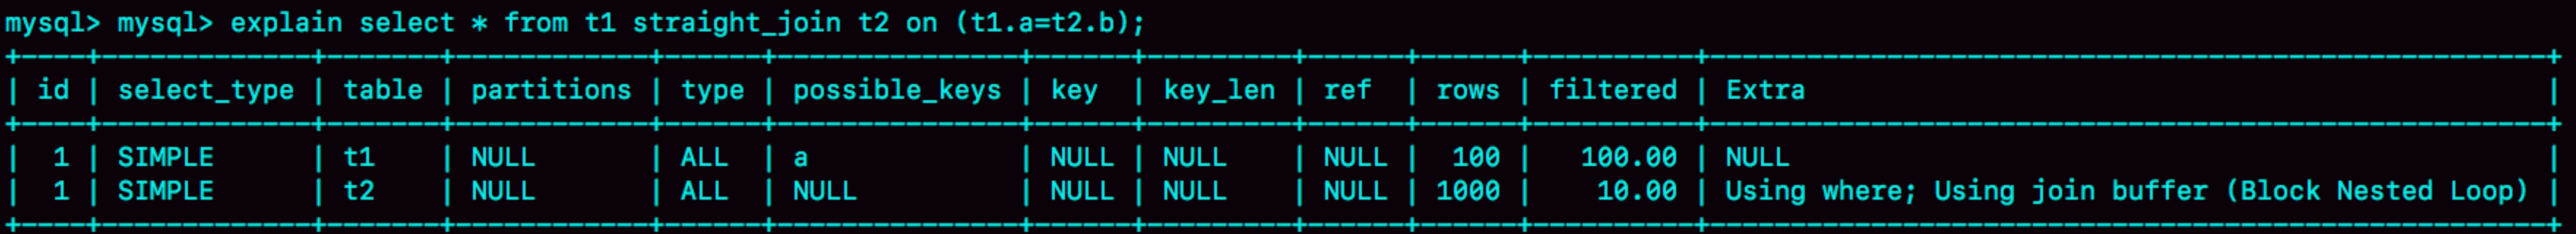 mysql> mysql> explain select * from t1 straight_join t2 on (t1.a=t2.b);
+----+-------------+-------+------------+------+---------------+------+---------+------+------+----------+----------------------------------------------------+
| id | select_type | table | partitions | type | possible_keys | key  | key_len | ref  | rows | filtered | Extra                                              |
+----+-------------+-------+------------+------+---------------+------+---------+------+------+----------+----------------------------------------------------+
|  1 | SIMPLE      | t1    | NULL       | ALL  | a             | NULL | NULL    | NULL |  100 |   100.00 | NULL                                               |
|  1 | SIMPLE      | t2    | NULL       | ALL  | NULL          | NULL | NULL    | NULL | 1000 |    10.00 | Using where; Using join buffer (Block Nested Loop) |
+----+-------------+-------+------------+------+---------------+------+---------+------+------+----------+----------------------------------------------------+